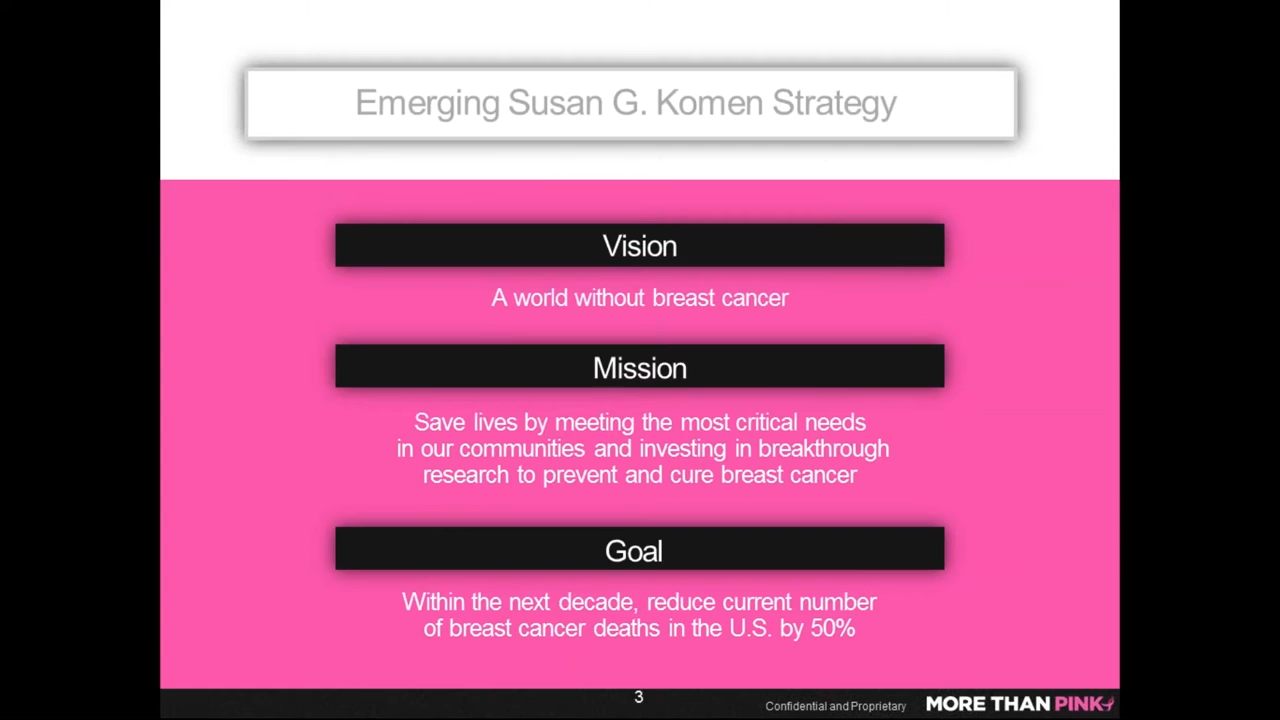 Emerging Susan G. Komen Strategy
Vision
A world without breast cancer
Mission
Save lives by meeting the most critical needs
in our communities and investing in breakthrough
research to prevent and cure breast cancer
Goal
Within the next decade, reduce current number
of breast cancer deaths in the U.S. by 50%
3
Confidential and Proprietary
MORE THAN PINK